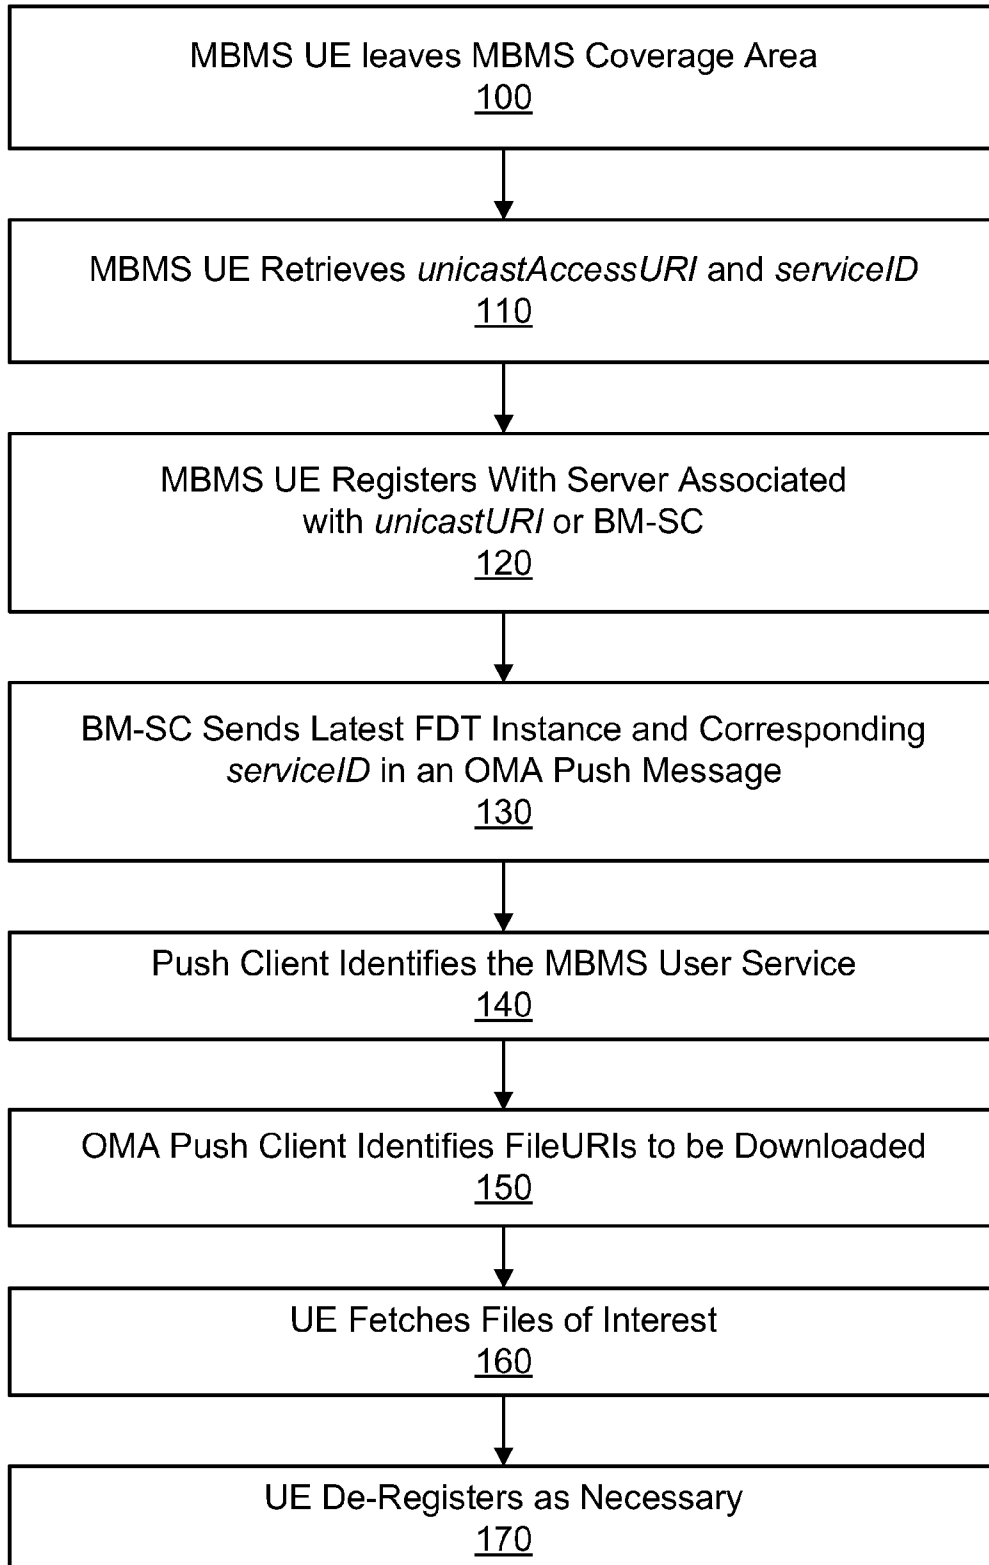 MBMS UE leaves MBMS Coverage Area
100
MBMS UE Retrieves unicastAccessURI and serviceID
110
MBMS UE Registers With Server Associated
with unicastURI or BM-SC
120
BM-SC Sends Latest FDT Instance and Corresponding
serviceID in an OMA Push Message
130
Push Client Identifies the MBMS User Service
140
OMA Push Client Identifies FileURIs to be Downloaded
150
UE Fetches Files of Interest
160
UE De-Registers as Necessary
170